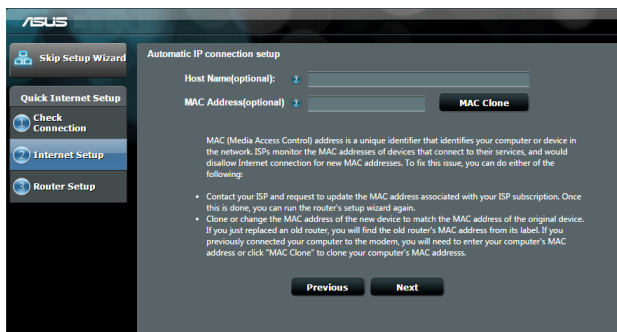 ASUS
Skip Setup Wizard
Quick Internet Setup
1 Check
Connection
2 Internet Setup
3 Router Setup
Automatic IP connection setup
Host Name(optional): ?
MAC Address(optional) ? MAC Clone
MAC (Media Access Control) address is a unique identifier that identifies your computer or device in
the network. ISPs monitor the MAC addresses of devices that connect to their services, and would
disallow Internet connection for new MAC addresses. To fix this issue, you can do either of the
following:
• Contact your ISP and request to update the MAC address associated with your ISP subscription. Once
this is done, you can run the router's setup wizard again.
• Clone or change the MAC address of the new device to match the MAC address of the original device.
If you just replaced an old router, you will find the old router's MAC address from its label. If you
previously connected your computer to the modem, you will need to enter your computer's MAC
address or click "MAC Clone" to clone your computer's MAC addresss.
Previous Next